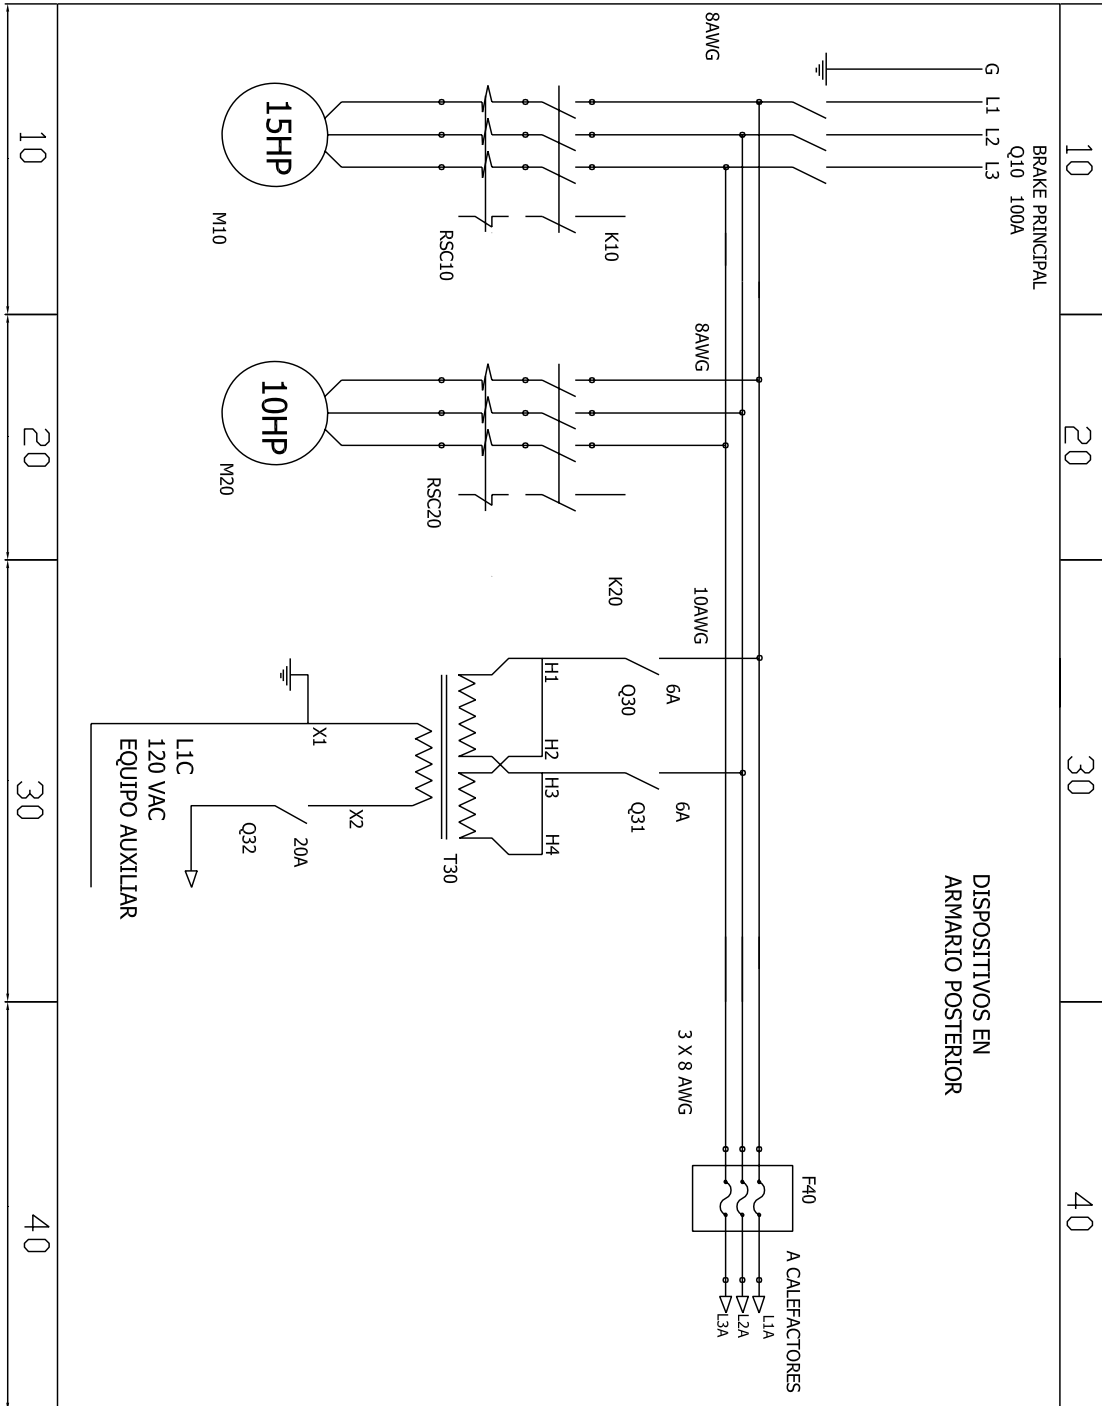 10
20
30
40
BRAKE PRINCIPAL
Q10 100A
G
L1
L2
L3
DISPOSITIVOS EN
ARMARIO POSTERIOR
8AWG
8AWG
10AWG
3 X 8 AWG
F40
A CALEFACTORES
L1A
L2A
L3A
K10
RSC10
15HP
M10
K20
RSC20
10HP
M20
6A
Q30
6A
Q31
H1
H2
H3
H4
T30
X1
X2
20A
Q32
L1C
120 VAC
EQUIPO AUXILIAR
10
20
30
40